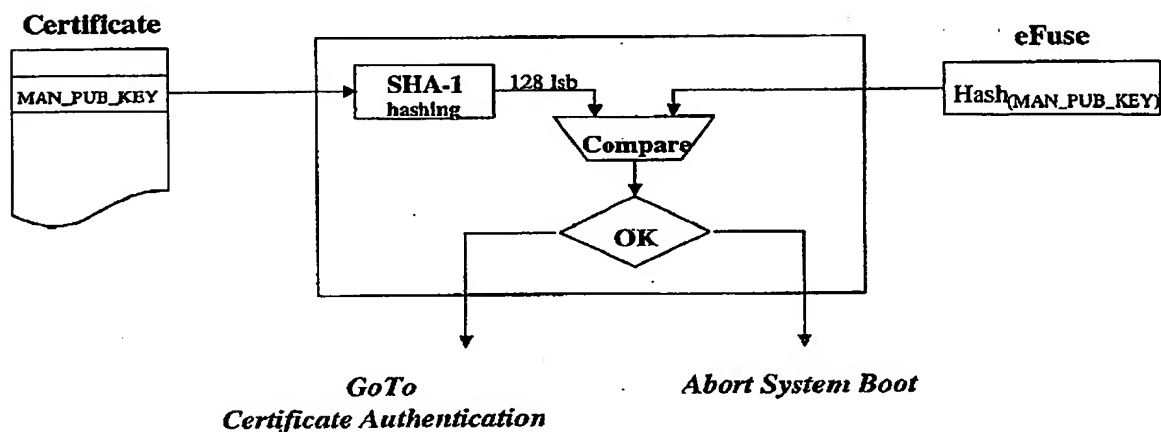 Certificate
eFuse
MAN_PUB_KEY
SHA-1
hashing
128 lsb
Hash(MAN_PUB_KEY)
Compare
OK
GoTo
Certificate Authentication
Abort System Boot